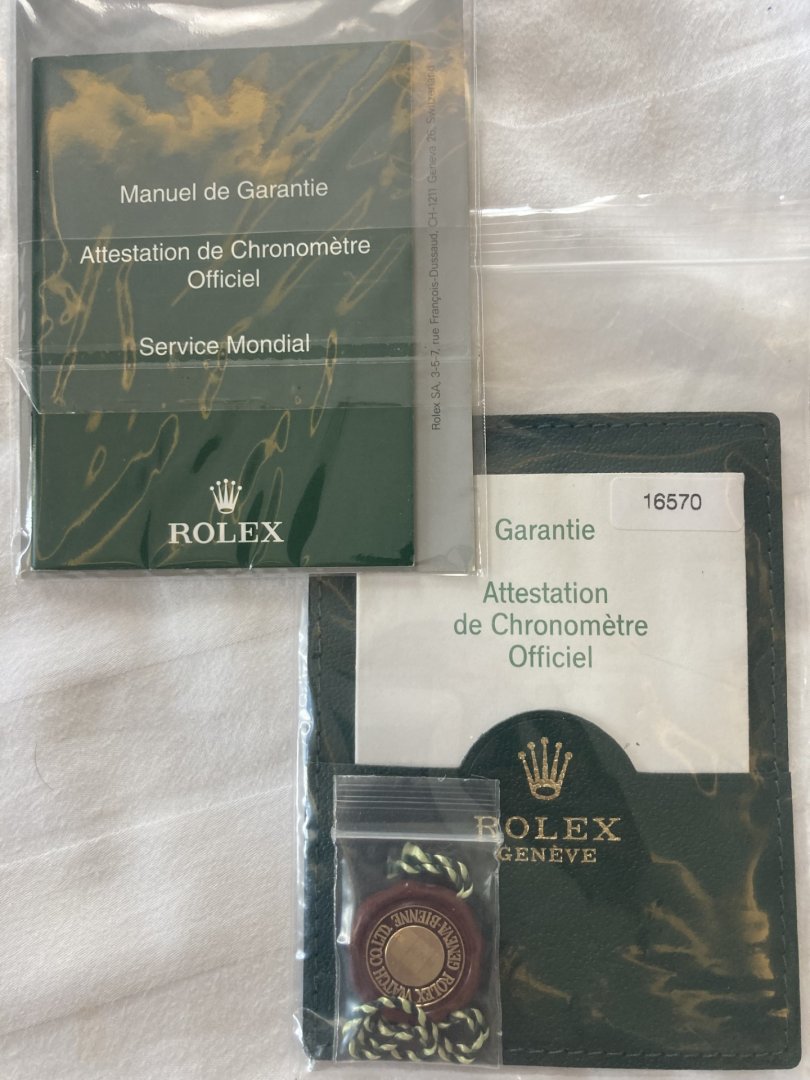 Manuel de Garantie
Attestation de Chronomètre
Officiel
Service Mondial
ROLEX
Rolex SA, 3-5-7, rue François-Dussaud, CH-1211 Geneva 26, Switzerland
16570
Garantie
Attestation
de Chronomètre
Officiel
ROLEX
GENÈVE
ROLEX WATCH CO LTD. GENEVA-BIENNE